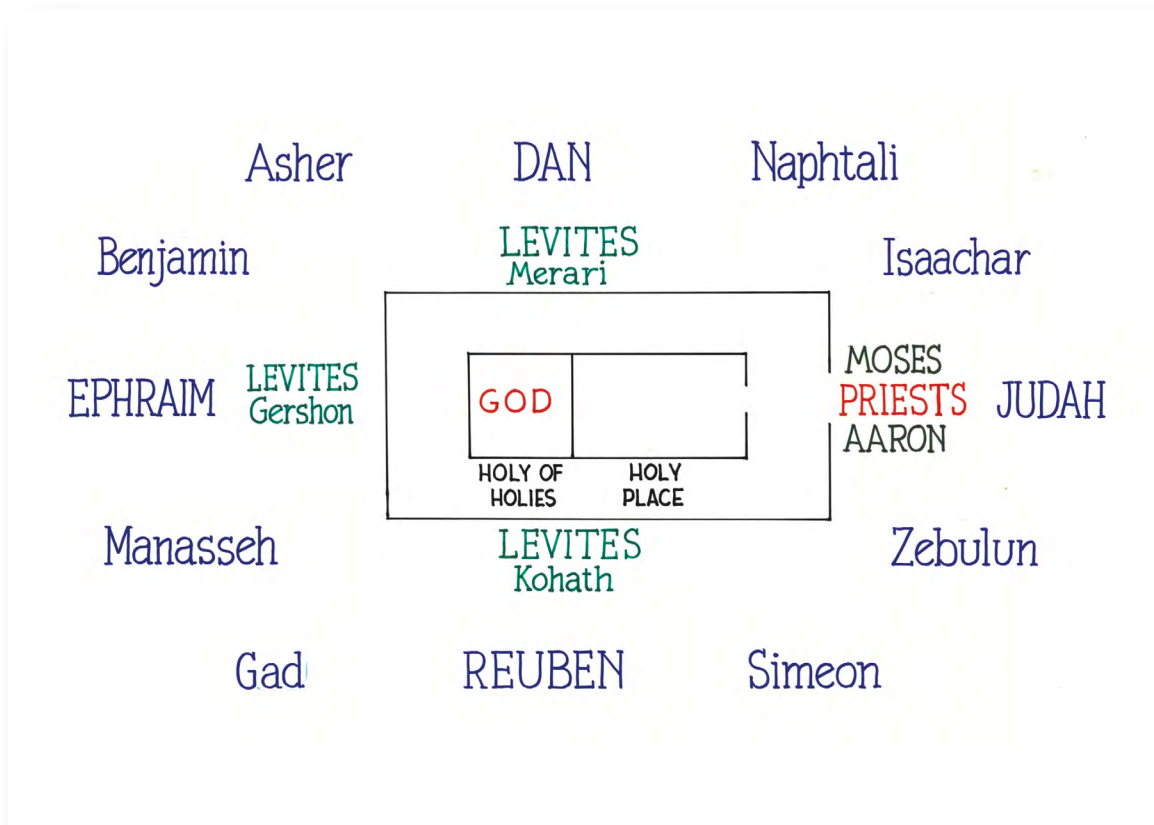 Asher
DAN
Naphtali
Benjamin
LEVITES
Merari
Isaachar
EPHRAIM
LEVITES
Gershon
GOD
MOSES
PRIESTS
AARON
JUDAH
HOLY OF
HOLIES
HOLY
PLACE
Manasseh
LEVITES
Kohath
Zebulun
Gad
REUBEN
Simeon